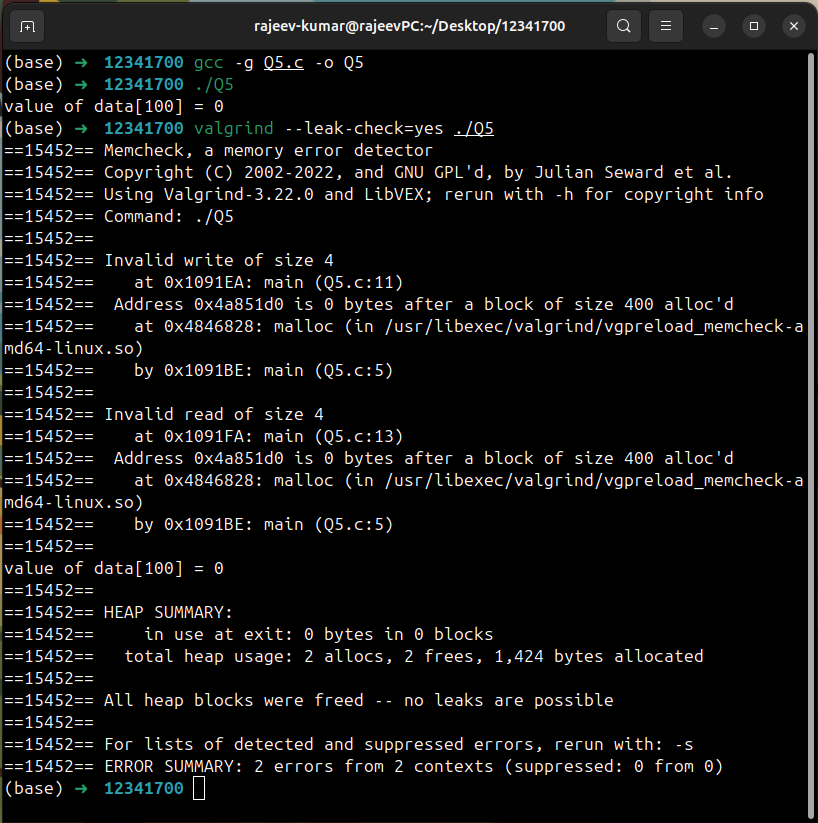 rajeev-kumar@rajeevPC:~/Desktop/12341700
(base) → 12341700 gcc -g Q5.c -o Q5
(base) → 12341700 ./Q5
value of data[100] = 0
(base) → 12341700 valgrind --leak-check=yes ./Q5
==15452== Memcheck, a memory error detector
==15452== Copyright (C) 2002-2022, and GNU GPL'd, by Julian Seward et al.
==15452== Using Valgrind-3.22.0 and LibVEX; rerun with -h for copyright info
==15452== Command: ./Q5
==15452==
==15452== Invalid write of size 4
==15452==    at 0x1091EA: main (Q5.c:11)
==15452==  Address 0x4a851d0 is 0 bytes after a block of size 400 alloc'd
==15452==    at 0x4846828: malloc (in /usr/libexec/valgrind/vgpreload_memcheck-a
md64-linux.so)
==15452==    by 0x1091BE: main (Q5.c:5)
==15452==
==15452== Invalid read of size 4
==15452==    at 0x1091FA: main (Q5.c:13)
==15452==  Address 0x4a851d0 is 0 bytes after a block of size 400 alloc'd
==15452==    at 0x4846828: malloc (in /usr/libexec/valgrind/vgpreload_memcheck-a
md64-linux.so)
==15452==    by 0x1091BE: main (Q5.c:5)
==15452==
value of data[100] = 0
==15452==
==15452== HEAP SUMMARY:
==15452==     in use at exit: 0 bytes in 0 blocks
==15452==   total heap usage: 2 allocs, 2 frees, 1,424 bytes allocated
==15452==
==15452== All heap blocks were freed -- no leaks are possible
==15452==
==15452== For lists of detected and suppressed errors, rerun with: -s
==15452== ERROR SUMMARY: 2 errors from 2 contexts (suppressed: 0 from 0)
(base) → 12341700